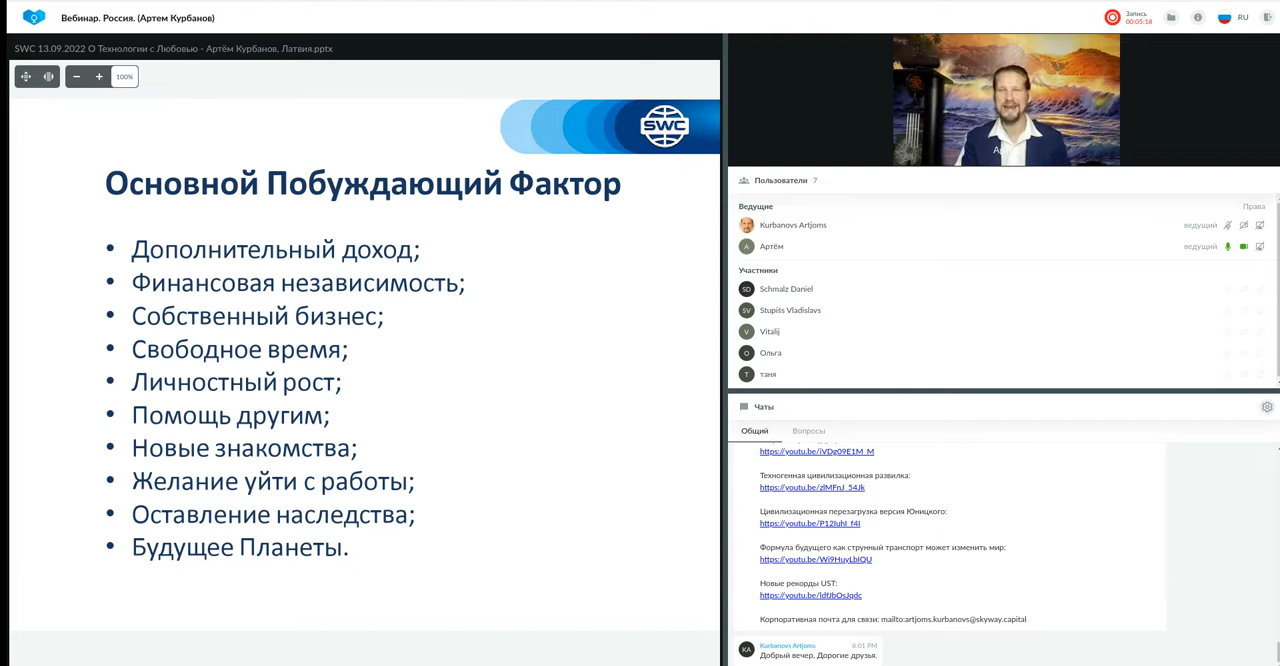 Вебинар. Россия. (Артем Курбанов)
Запись
00:05:18
RU
SWC 13.09.2022 О Технологии с Любовью - Артём Курбанов, Латвия.pptx
100%
SWC
Основной Побуждающий Фактор
• Дополнительный доход;
• Финансовая независимость;
• Собственный бизнес;
• Свободное время;
• Личностный рост;
• Помощь другим;
• Новые знакомства;
• Желание уйти с работы;
• Оставление наследства;
• Будущее Планеты.
Пользователи 7
Ведущие
Права
Kurbanovs Artjoms
ведущий
А
Артём
ведущий
Участники
SD
Schmalz Daniel
SV
Stupišs Vladislavs
V
Vitalij
О
Ольга
Т
таня
Чаты
Общий
Вопросы
https://youtu.be/iVDg09E1M_M
Техногенная цивилизационная развилка:
https://youtu.be/zlMFnJ_54Jk
Цивилизационная перезагрузка версия Юницкого:
https://youtu.be/P12IuhI_f4I
Формула будущего как струнный транспорт может изменить мир:
https://youtu.be/Wi9HuyLbIQU
Новые рекорды UST:
https://youtu.be/ldfJbOsJqdc
Корпоративная почта для связи: mailto:artjoms.kurbanovs@skyway.capital
KA
Kurbanovs Artjoms
8:01 PM
Добрый вечер, Дорогие друзья.